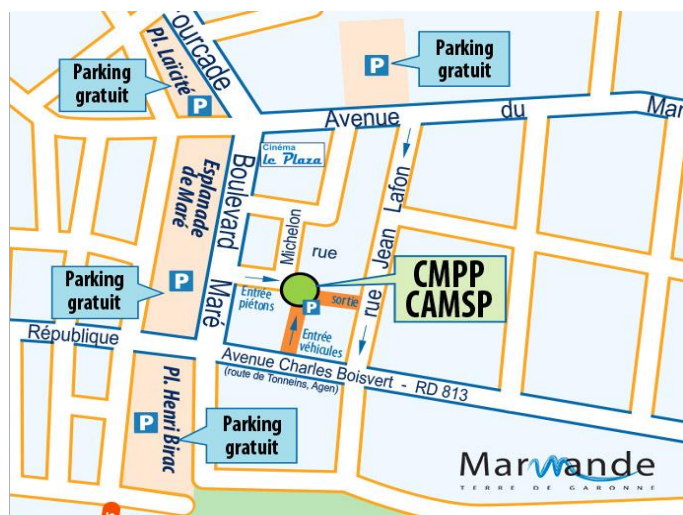 Fourcade
Pl. Laïcité
P
Parking
gratuit
P
Parking
gratuit
Avenue du Mar
Cinéma
le Plaza
Esplanade
de Maré
Boulevard Maré
Michelon
rue
rue Jean Lafon
CMPP
CAMSP
P
Parking
gratuit
Entrée
piétons
P
sortie
Entrée
véhicules
République
Avenue Charles Boisvert - RD 813
(route de Tonneins, Agen)
Pl. Henri Birac
P
Parking
gratuit
Marmande
TERRE DE GARONNE